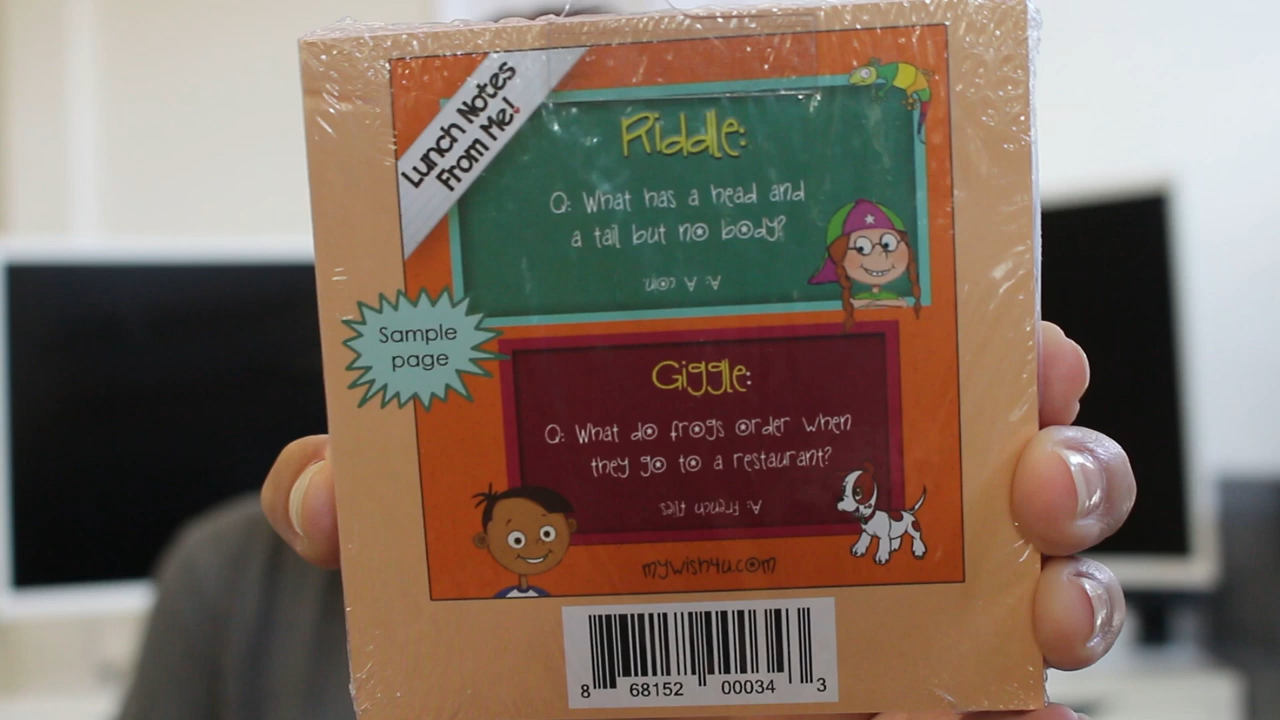 Lunch Notes
From Me!
Riddle:
Q: What has a head and
a tail but no body?
A: A coin.
Sample
page
Giggle:
Q: What do frogs order when
they go to a restaurant?
A: French flies
mywish4u.com
8 68152 00034 3